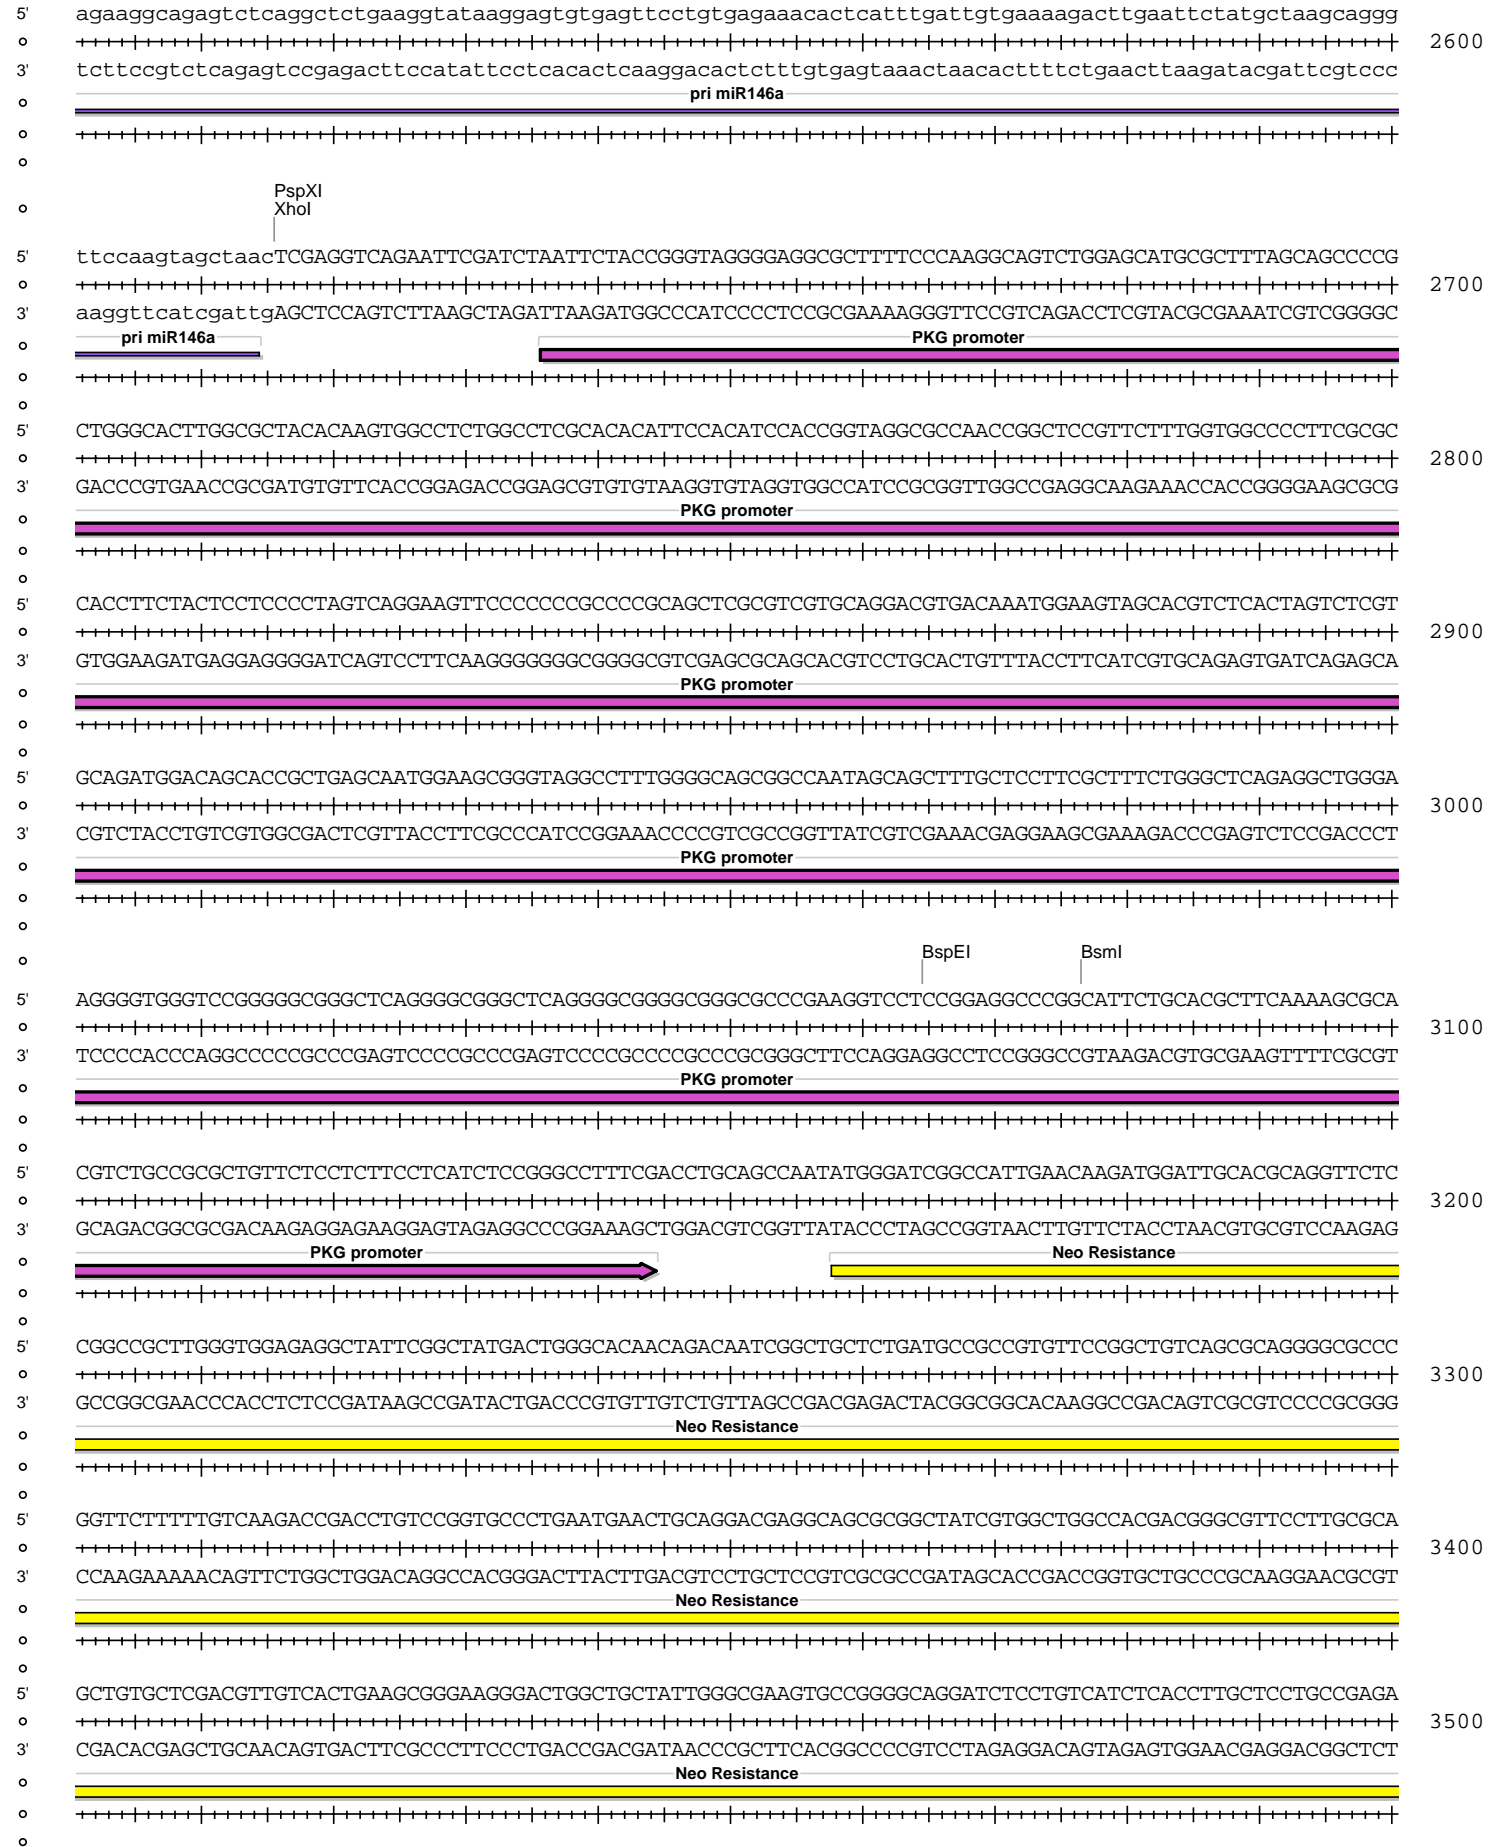 5' agaaggcagagtctcaggctctgaaggtataaggagtgtgagttcctgtgagaaacactcatttgattgtgaaaagacttgaattctatgctaagcaggg
2600
3' tcttccgtctcagagtccgagacttccatattcctcacactcaaggacactctttgtgagtaaactaacacttttctgaacttaagatacgattcgtccc
pri miR146a
PspXI
XhoI
5' ttccaagtagctaacTCGAGGTCAGAATTCGATCTAATTCTACCGGGTAGGGGAGGCGCTTTTCCCAAGGCAGTCTGGAGCATGCGCTTTAGCAGCCCCG
2700
3' aaggttcatcgattgAGCTCCAGTCTTAAGCTAGATTAAGATGGCCCATCCCCTCCGCGAAAAGGGTTCCGTCAGACCTCGTACGCGAAATCGTCGGGGC
pri miR146a PKG promoter
5' CTGGGCACTTGGCGCTACACAAGTGGCCTCTGGCCTCGCACACATTCCACATCCACCGGTAGGCGCCAACCGGCTCCGTTCTTTGGTGGCCCCTTCGCGC
2800
3' GACCCGTGAACCGCGATGTGTTCACCGGAGACCGGAGCGTGTGTAAGGTGTAGGTGGCCATCCGCGGTTGGCCGAGGCAAGAAACCACCGGGGAAGCGCG
PKG promoter
5' CACCTTCTACTCCTCCCCTAGTCAGGAAGTTCCCCCCCGCCCCGCAGCTCGCGTCGTGCAGGACGTGACAAATGGAAGTAGCACGTCTCACTAGTCTCGT
2900
3' GTGGAAGATGAGGAGGGGATCAGTCCTTCAAGGGGGGGCGGGGCGTCGAGCGCAGCACGTCCTGCACTGTTTACCTTCATCGTGCAGAGTGATCAGAGCA
PKG promoter
5' GCAGATGGACAGCACCGCTGAGCAATGGAAGCGGGTAGGCCTTTGGGGCAGCGGCCAATAGCAGCTTTGCTCCTTCGCTTTCTGGGCTCAGAGGCTGGGA
3000
3' CGTCTACCTGTCGTGGCGACTCGTTACCTTCGCCCATCCGGAAACCCCGTCGCCGGTTATCGTCGAAACGAGGAAGCGAAAGACCCGAGTCTCCGACCCT
PKG promoter
BspEI BsmI
5' AGGGGTGGGTCCGGGGGCGGGCTCAGGGGCGGGCTCAGGGGCGGGGCGGGCGCCCGAAGGTCCTCCGGAGGCCCGGCATTCTGCACGCTTCAAAAGCGCA
3100
3' TCCCCACCCAGGCCCCCGCCCGAGTCCCCGCCCGAGTCCCCGCCCCGCCCGCGGGCTTCCAGGAGGCCTCCGGGCCGTAAGACGTGCGAAGTTTTCGCGT
PKG promoter
5' CGTCTGCCGCGCTGTTCTCCTCTTCCTCATCTCCGGGCCTTTCGACCTGCAGCCAATATGGGATCGGCCATTGAACAAGATGGATTGCACGCAGGTTCTC
3200
3' GCAGACGGCGCGACAAGAGGAGAAGGAGTAGAGGCCCGGAAAGCTGGACGTCGGTTATACCCTAGCCGGTAACTTGTTCTACCTAACGTGCGTCCAAGAG
PKG promoter Neo Resistance
5' CGGCCGCTTGGGTGGAGAGGCTATTCGGCTATGACTGGGCACAACAGACAATCGGCTGCTCTGATGCCGCCGTGTTCCGGCTGTCAGCGCAGGGGCGCCC
3300
3' GCCGGCGAACCCACCTCTCCGATAAGCCGATACTGACCCGTGTTGTCTGTTAGCCGACGAGACTACGGCGGCACAAGGCCGACAGTCGCGTCCCCGCGGG
Neo Resistance
5' GGTTCTTTTTGTCAAGACCGACCTGTCCGGTGCCCTGAATGAACTGCAGGACGAGGCAGCGCGGCTATCGTGGCTGGCCACGACGGGCGTTCCTTGCGCA
3400
3' CCAAGAAAAACAGTTCTGGCTGGACAGGCCACGGGACTTACTTGACGTCCTGCTCCGTCGCGCCGATAGCACCGACCGGTGCTGCCCGCAAGGAACGCGT
Neo Resistance
5' GCTGTGCTCGACGTTGTCACTGAAGCGGGAAGGGACTGGCTGCTATTGGGCGAAGTGCCGGGGCAGGATCTCCTGTCATCTCACCTTGCTCCTGCCGAGA
3500
3' CGACACGAGCTGCAACAGTGACTTCGCCCTTCCCTGACCGACGATAACCCGCTTCACGGCCCCGTCCTAGAGGACAGTAGAGTGGAACGAGGACGGCTCT
Neo Resistance